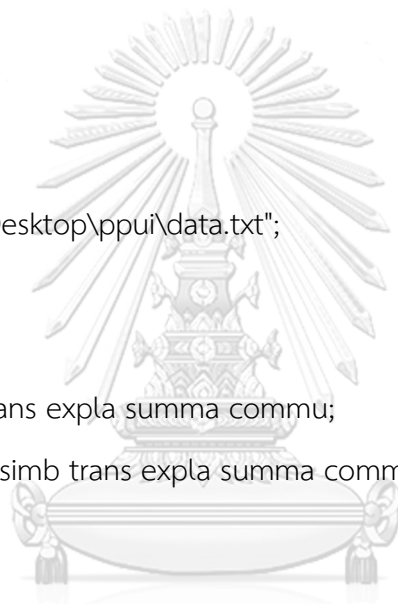 esktop\ppui\data.txt";
ans expla summa commu;
simb trans expla summa comm